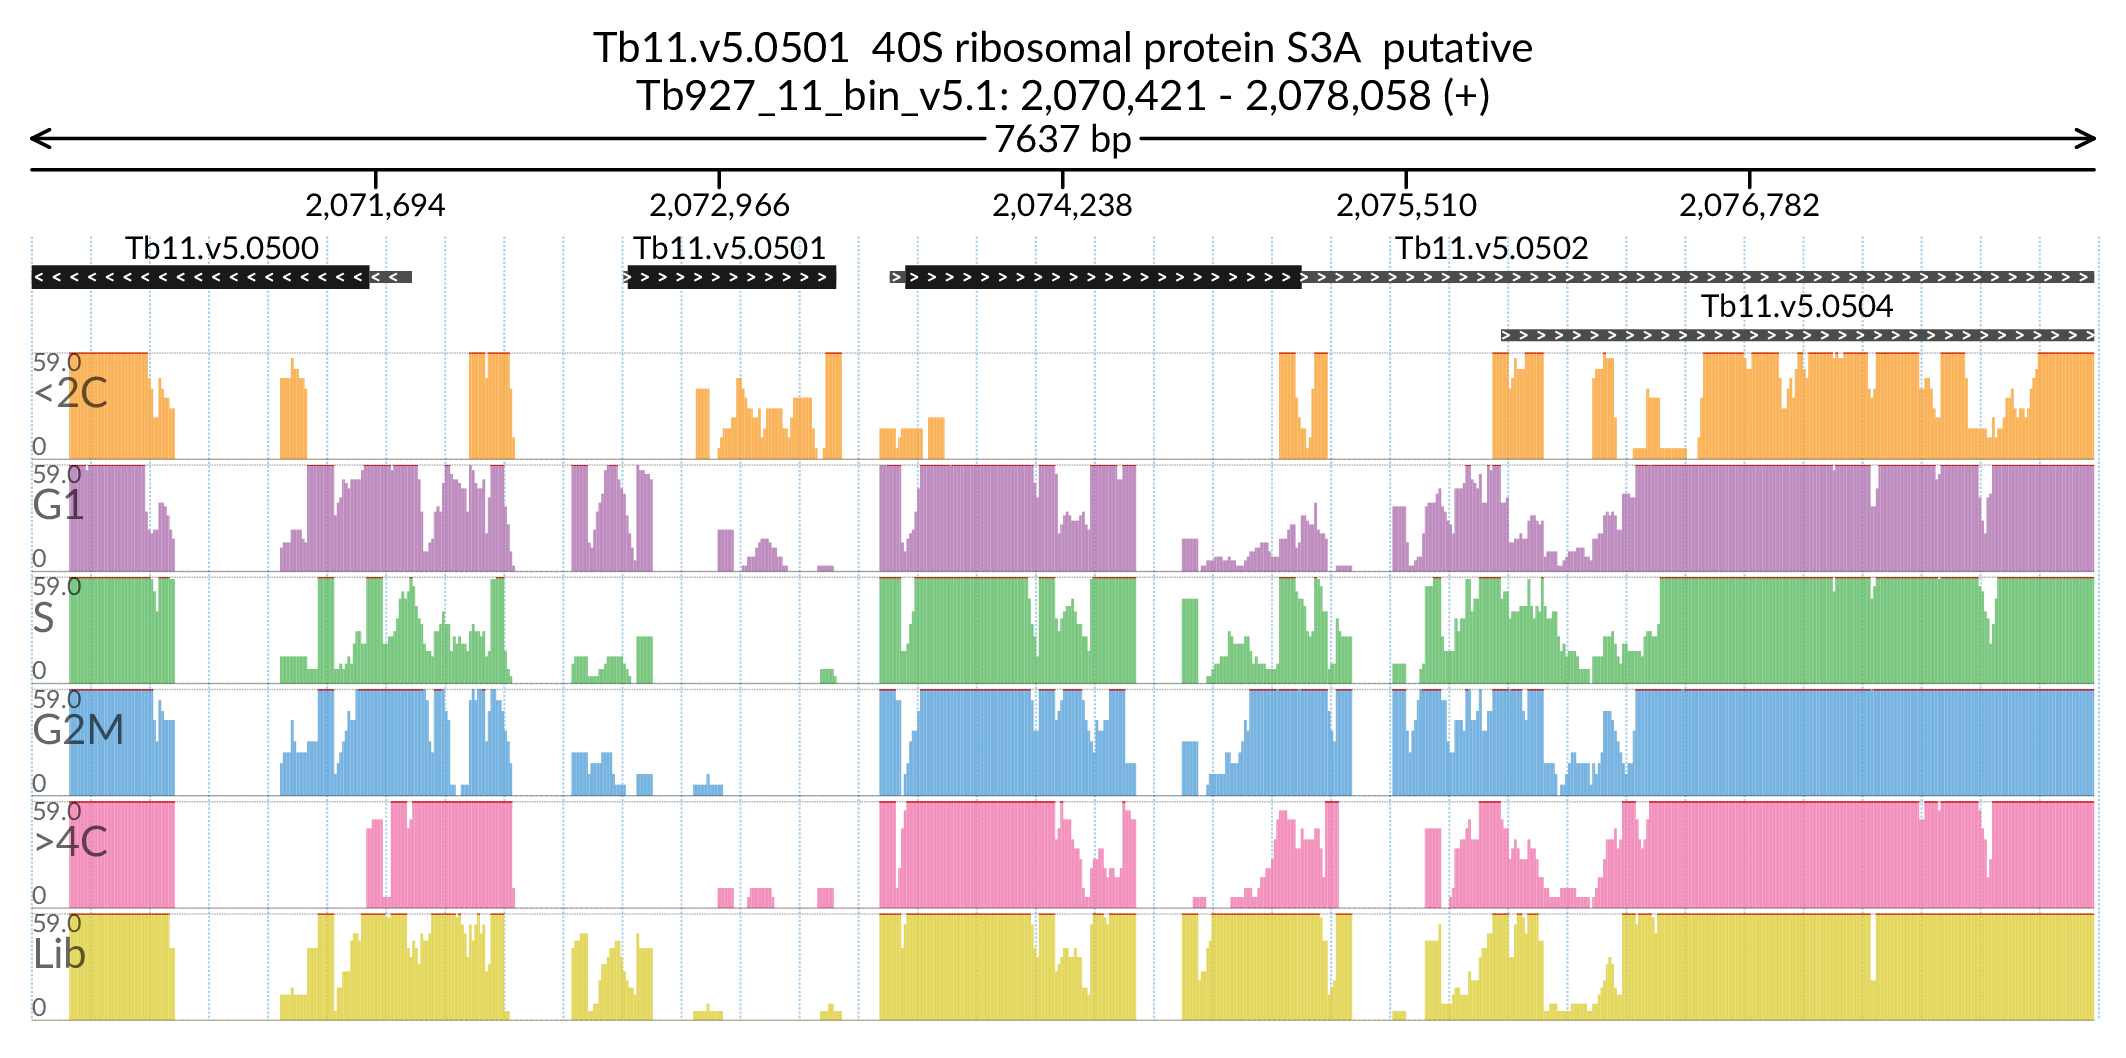 Tb11.v5.0501  40S ribosomal protein S3A  putative
Tb927_11_bin_v5.1: 2,070,421 - 2,078,058 (+)
7637 bp
2,071,694 2,072,966 2,074,238 2,075,510 2,076,782
Tb11.v5.0500 Tb11.v5.0501 Tb11.v5.0502
Tb11.v5.0504
59.0
<2C
0
59.0
G1
0
59.0
S
0
59.0
G2M
0
59.0
>4C
0
59.0
Lib
0